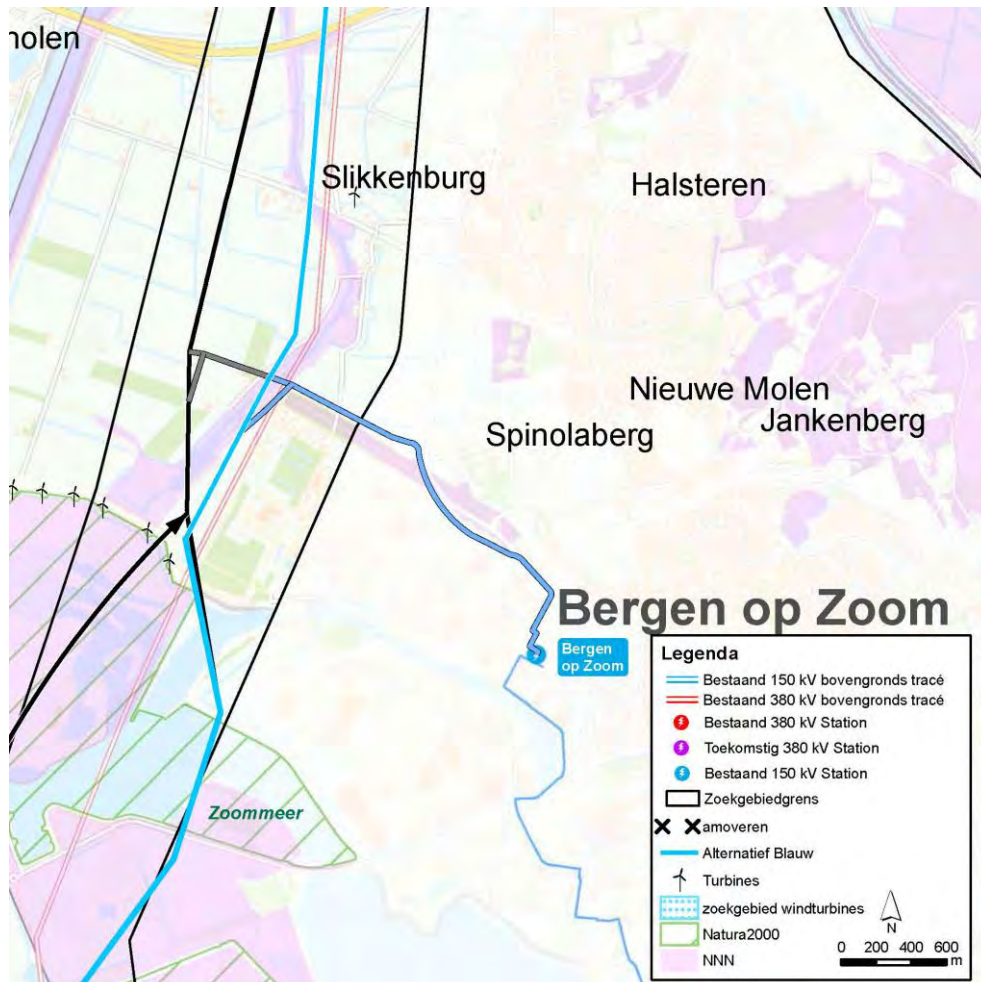 holen
Slikkenburg
Halsteren
Nieuwe Molen
Jankenberg
Spinolaberg
Bergen op Zoom
Bergen
op Zoom
Zoommeer
Legenda
Bestaand 150 kV bovengronds tracé
Bestaand 380 kV bovengronds tracé
Bestaand 380 kV Station
Toekomstig 380 kV Station
Bestaand 150 kV Station
Zoekgebiedgrens
amoveren
Alternatief Blauw
Turbines
zoekgebied windturbines
Natura2000
NNN
N
0 200 400 600
m